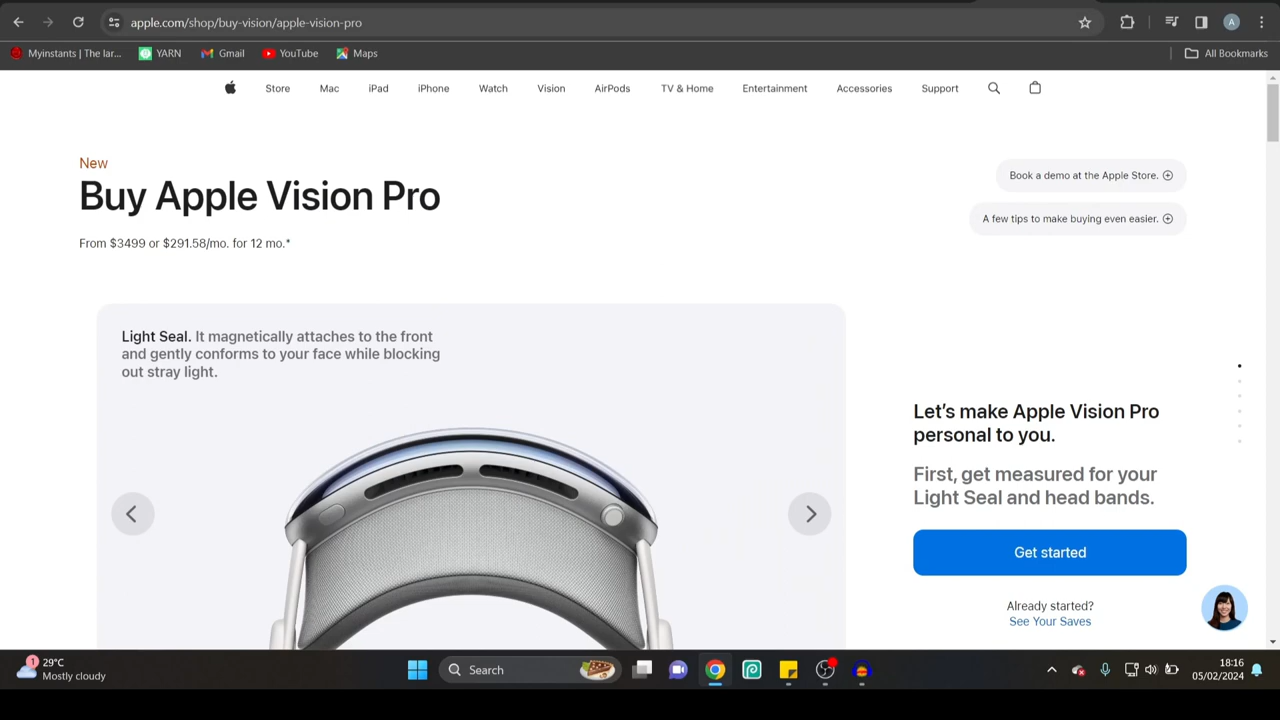 apple.com/shop/buy-vision/apple-vision-pro
A
Myinstants | The lar...
YARN
Gmail
YouTube
Maps
All Bookmarks
Store
Mac
iPad
iPhone
Watch
Vision
AirPods
TV & Home
Entertainment
Accessories
Support
New
Buy Apple Vision Pro
From $3499 or $291.58/mo. for 12 mo.*
Book a demo at the Apple Store.
A few tips to make buying even easier.
Light Seal. It magnetically attaches to the front
and gently conforms to your face while blocking
out stray light.
Let's make Apple Vision Pro
personal to you.
First, get measured for your
Light Seal and head bands.
Get started
Already started?
See Your Saves
1
29°C
Mostly cloudy
Search
18:16
05/02/2024